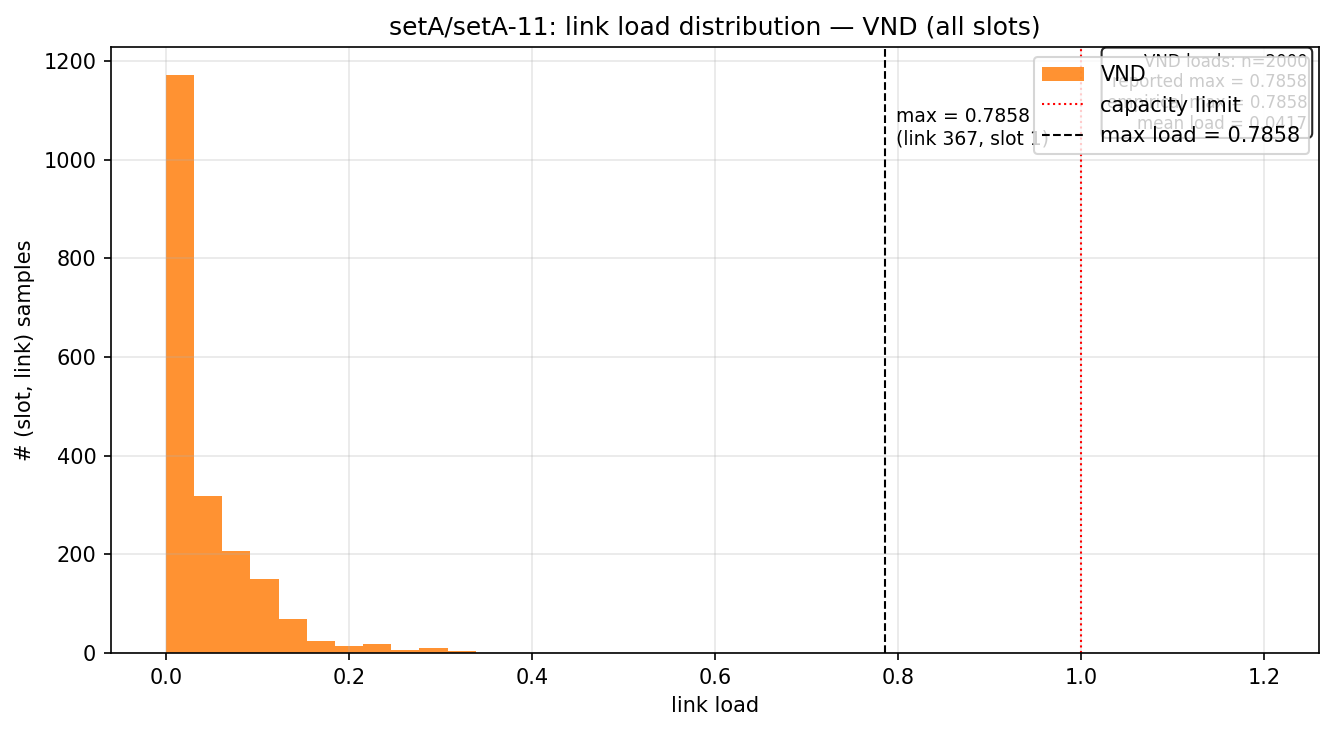 setA/setA-11: link load distribution — VND (all slots)
# (slot, link) samples
1200
1000
800
600
400
200
0
max = 0.7858
(link 367, slot 1)
VND loads: n=2000
reported max = 0.7858
max = 0.7858
mean load = 0.0417
VND
capacity limit
max load = 0.7858
0.0
0.2
0.4
0.6
0.8
1.0
1.2
link load